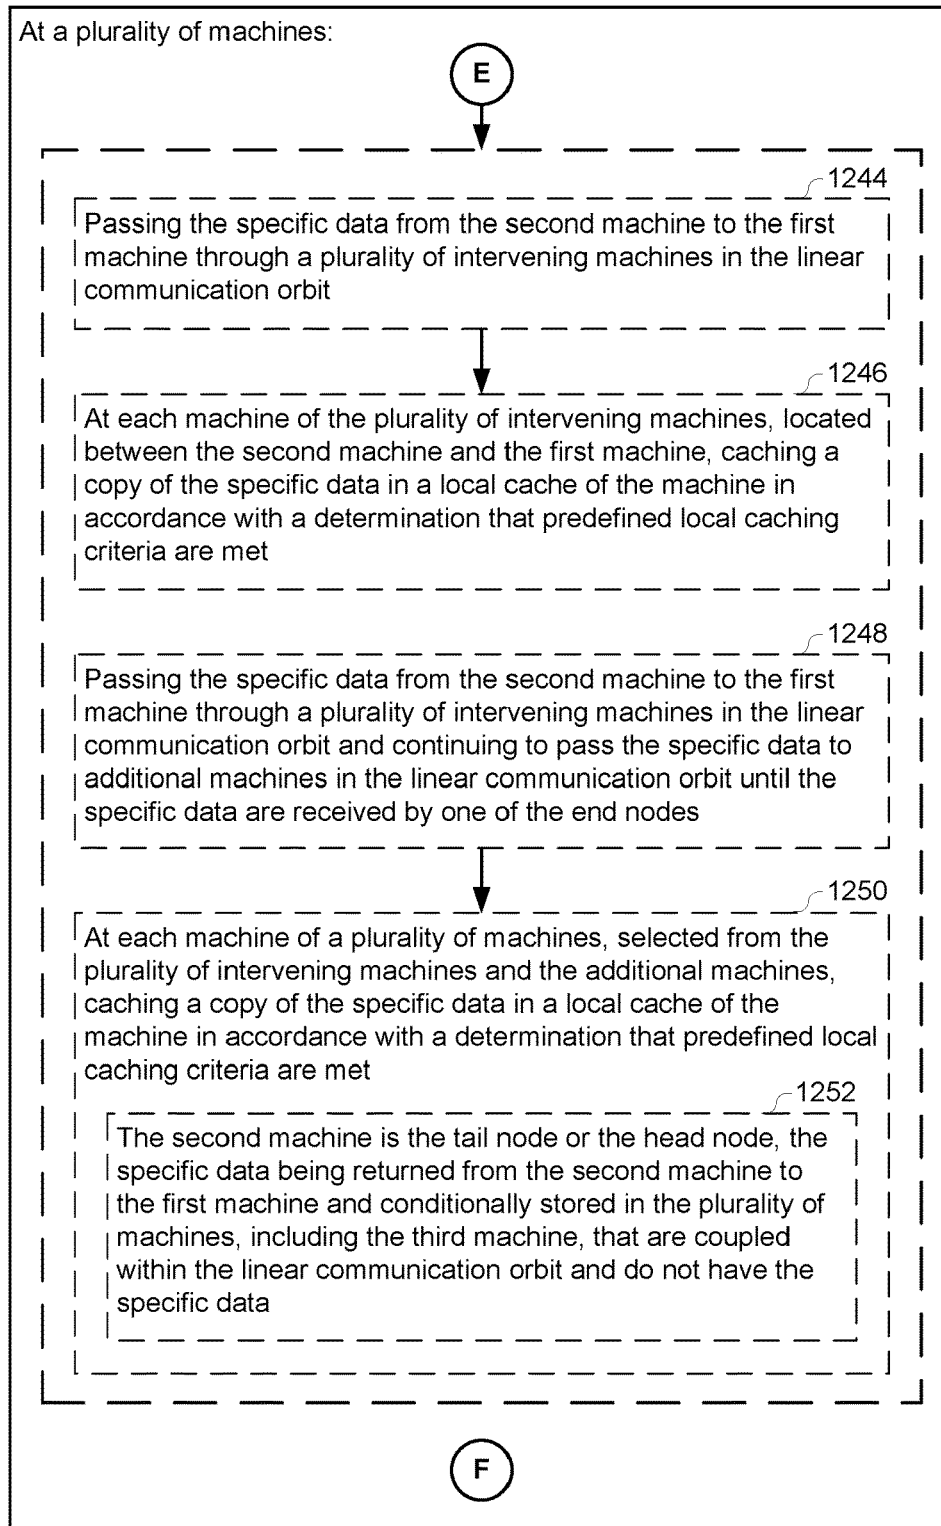 At a plurality of machines:
E
1244
Passing the specific data from the second machine to the first
machine through a plurality of intervening machines in the linear
communication orbit
1246
At each machine of the plurality of intervening machines, located
between the second machine and the first machine, caching a
copy of the specific data in a local cache of the machine in
accordance with a determination that predefined local caching
criteria are met
1248
Passing the specific data from the second machine to the first
machine through a plurality of intervening machines in the linear
communication orbit and continuing to pass the specific data to
additional machines in the linear communication orbit until the
specific data are received by one of the end nodes
1250
At each machine of a plurality of machines, selected from the
plurality of intervening machines and the additional machines,
caching a copy of the specific data in a local cache of the
machine in accordance with a determination that predefined local
caching criteria are met
1252
The second machine is the tail node or the head node, the
specific data being returned from the second machine to
the first machine and conditionally stored in the plurality of
machines, including the third machine, that are coupled
within the linear communication orbit and do not have the
specific data
F